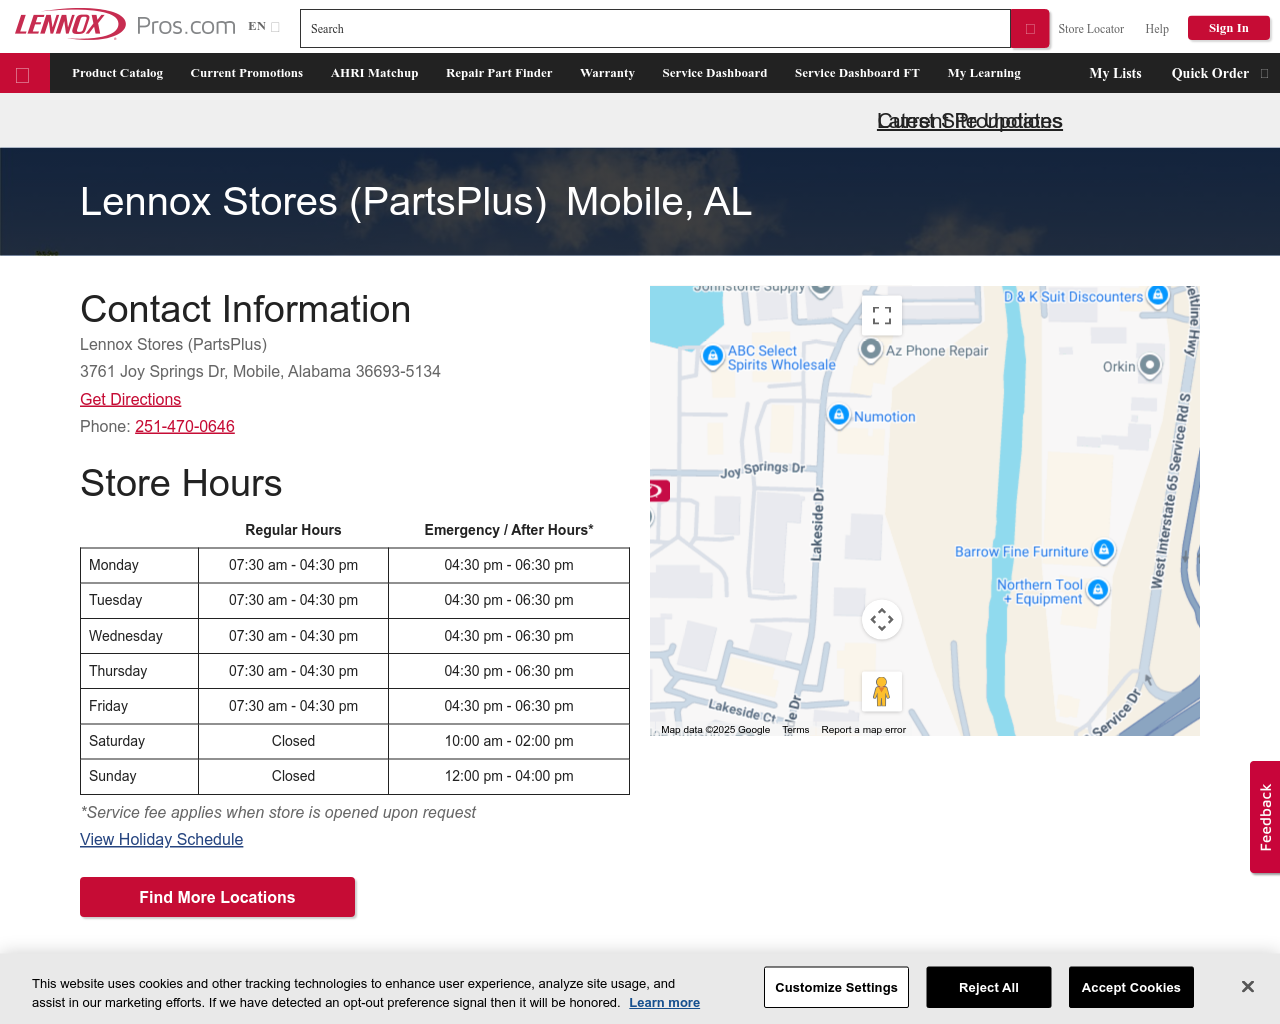 LENNOX Pros.com EN Search Store Locator Help Sign In
Product Catalog Current Promotions AHRI Matchup Repair Part Finder Warranty Service Dashboard Service Dashboard FT My Learning My Lists Quick Order
Lennox Stores (PartsPlus) Mobile, AL
Contact Information
Lennox Stores (PartsPlus)
3761 Joy Springs Dr, Mobile, Alabama 36693-5134
Get Directions
Phone: 251-470-0646
Store Hours
Regular Hours Emergency / After Hours*
Monday 07:30 am - 04:30 pm 04:30 pm - 06:30 pm
Tuesday 07:30 am - 04:30 pm 04:30 pm - 06:30 pm
Wednesday 07:30 am - 04:30 pm 04:30 pm - 06:30 pm
Thursday 07:30 am - 04:30 pm 04:30 pm - 06:30 pm
Friday 07:30 am - 04:30 pm 04:30 pm - 06:30 pm
Saturday Closed 10:00 am - 02:00 pm
Sunday Closed 12:00 pm - 04:00 pm
*Service fee applies when store is opened upon request
View Holiday Schedule
Find More Locations
Johnstone Supply
D & K Suit Discounters
ABC Select
Spirits Wholesale
Az Phone Repair
Orkin
Numotion
Joy Springs Dr
Lakeside Dr
West Interstate 65 Service Rd S
Barrow Fine Furniture
Northern Tool
+ Equipment
Lakeside Ct
Service Dr
Map data ©2025 Google Terms Report a map error
Feedback
This website uses cookies and other tracking technologies to enhance user experience, analyze site usage, and
assist in our marketing efforts. If we have detected an opt-out preference signal then it will be honored. Learn more
Customize Settings Reject All Accept Cookies